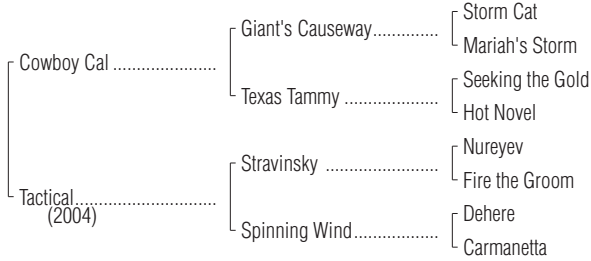 Storm Cat
Giant's Causeway..............
Mariah's Storm
Cowboy Cal ......................
Seeking the Gold
Texas Tammy ....................
Hot Novel
Nureyev
Stravinsky ........................
Fire the Groom
Tactical..............................
(2004)
Dehere
Spinning Wind..................
Carmanetta